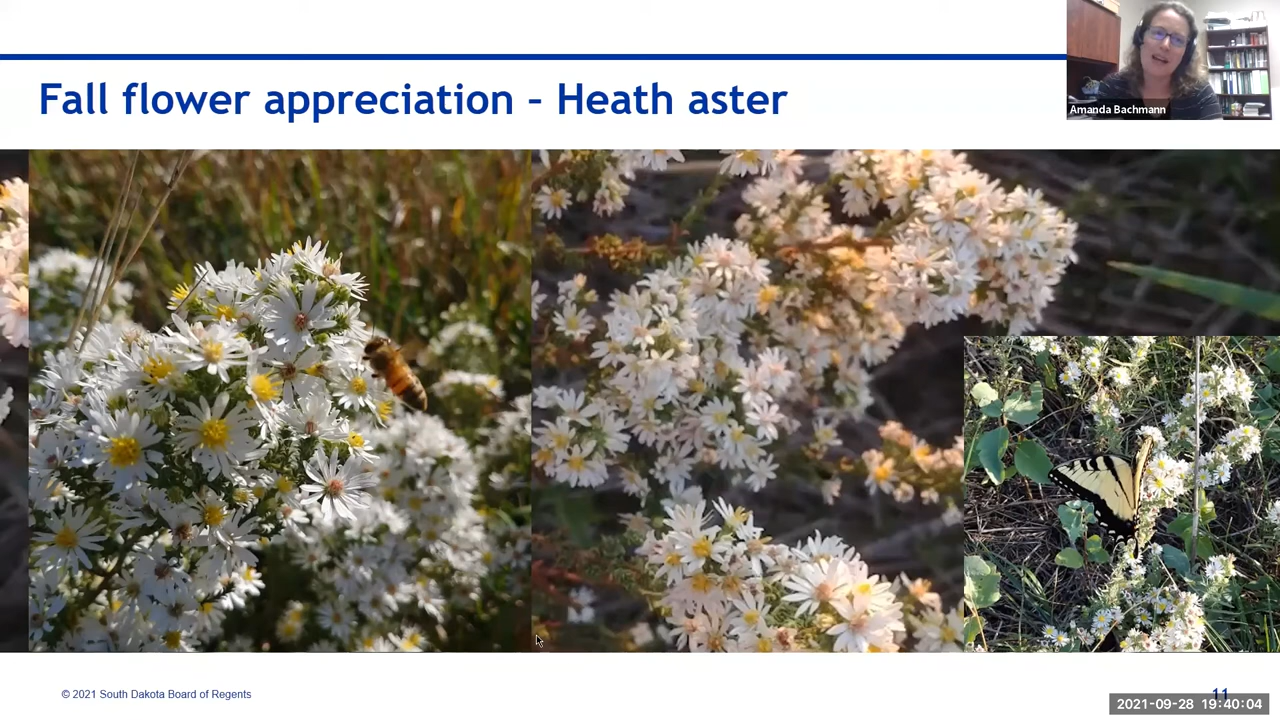 Fall flower appreciation – Heath aster
Amanda Bachmann
© 2021 South Dakota Board of Regents
11
2021-09-28 19:40:04